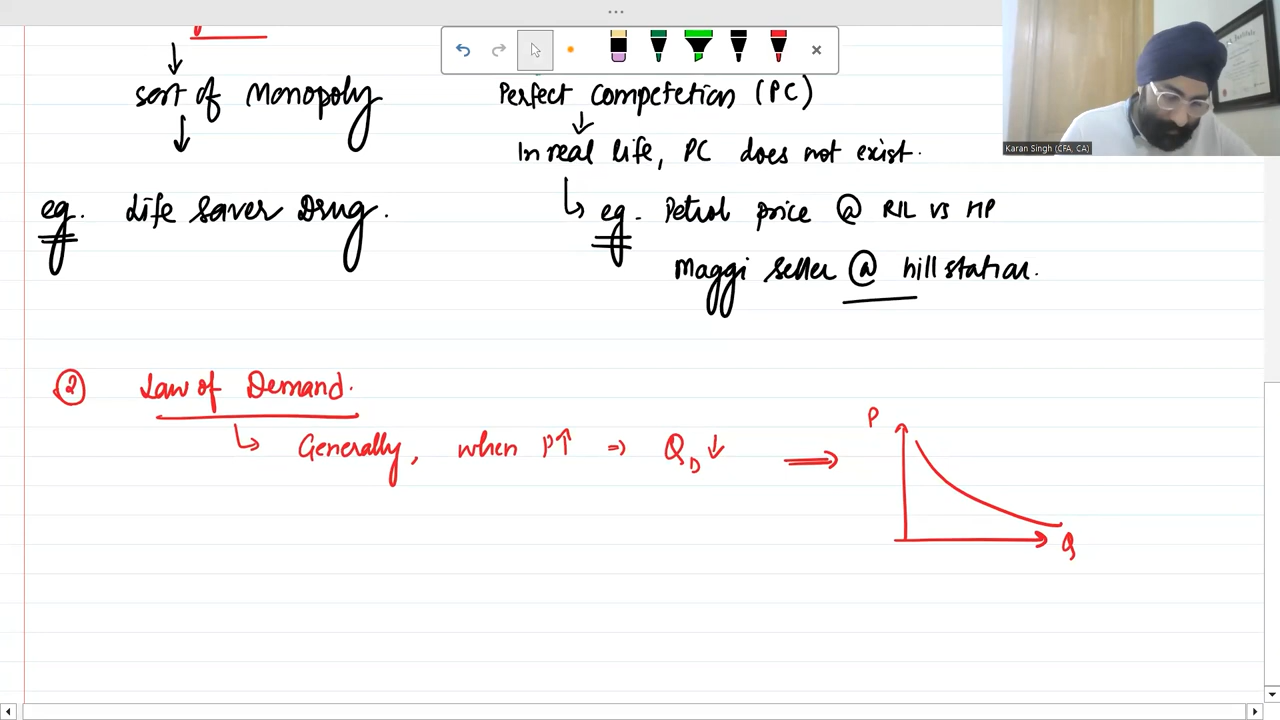 sort of Monopoly
Perfect Competetion (PC)
In real life, PC does not exist.
eg. Life Saver Drug.
eg. Petrol price @ RIL vs HP
Maggi seller @ hill station.
Karan Singh (CFA, CA)
② Law of Demand.
Generally, when P↑ ⇒ QD ↓
P
Q